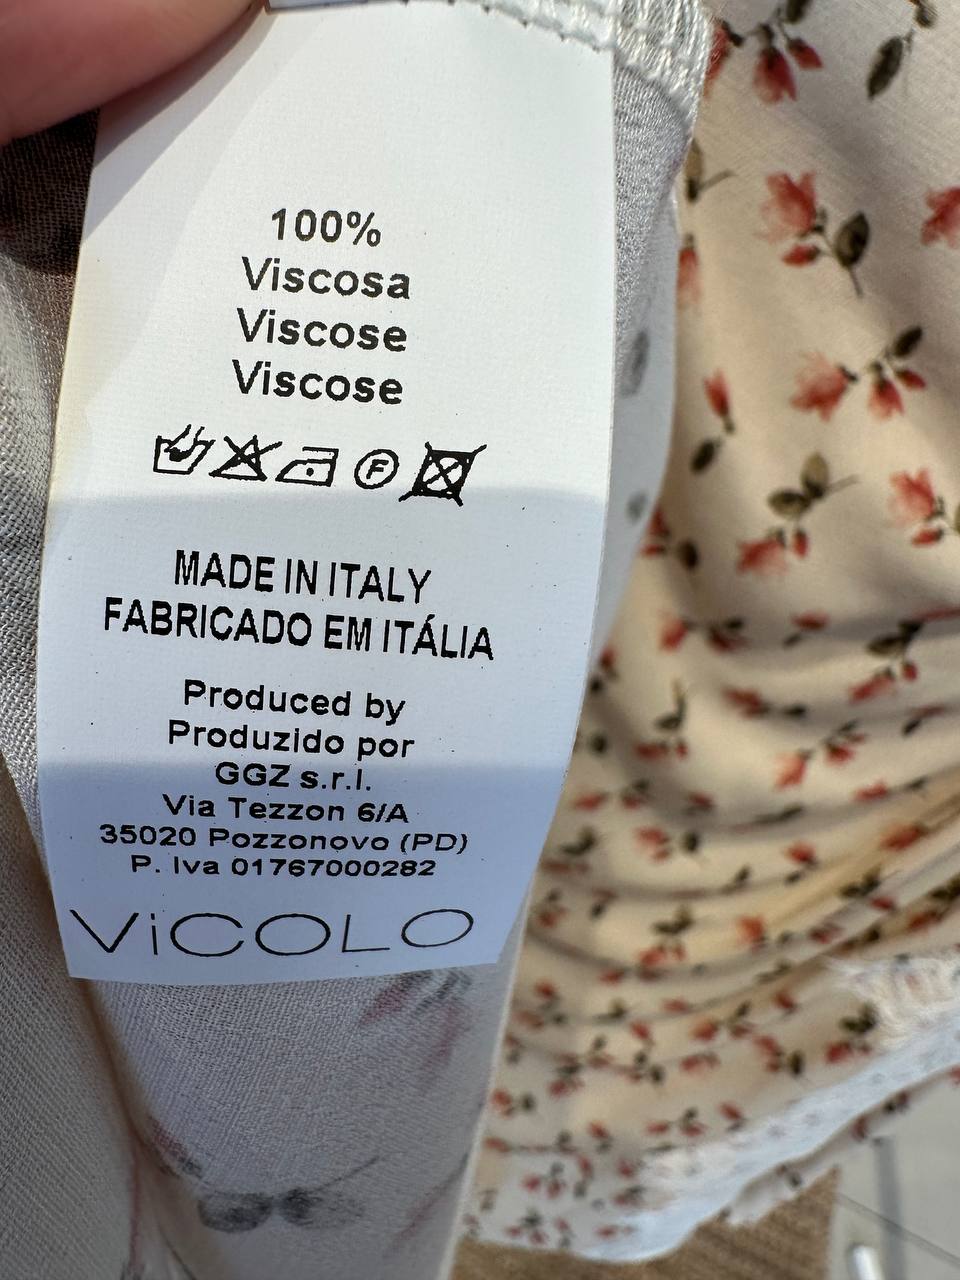 100%
Viscosa
Viscose
Viscose
F
MADE IN ITALY
FABRICADO EM ITÁLIA
Produced by
Produzido por
GGZ s.r.l.
Via Tezzon 6/A
35020 Pozzonovo (PD)
P. Iva 01767000282
ViCOLO